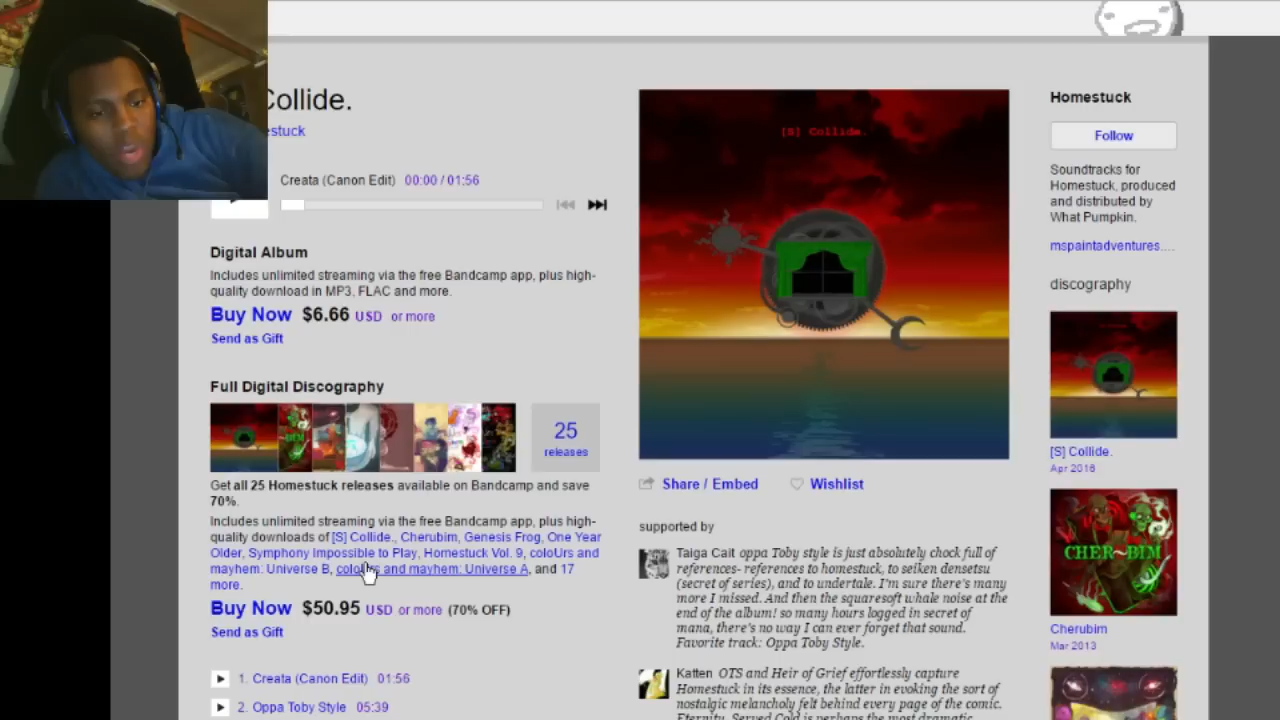 Collide.
estuck
Creata (Canon Edit) 00:00 / 01:56
Digital Album
Includes unlimited streaming via the free Bandcamp app, plus high-
quality download in MP3, FLAC and more.
Buy Now $6.66 USD or more
Send as Gift
Full Digital Discography
25
releases
Get all 25 Homestuck releases available on Bandcamp and save
70%.
Includes unlimited streaming via the free Bandcamp app, plus high-
quality downloads of [S] Collide., Cherubim, Genesis Frog, One Year
Older, Symphony Impossible to Play, Homestuck Vol. 9, coloUrs and
mayhem: Universe B, coloUrs and mayhem: Universe A, and 17
more.
Buy Now $50.95 USD or more (70% OFF)
Send as Gift
1. Creata (Canon Edit) 01:56
2. Oppa Toby Style 05:39
[S] Collide.
Share / Embed Wishlist
supported by
Taiga Cait oppa Toby style is just absolutely chock full of
references- references to homestuck, to seiken densetsu
(secret of series), and to undertale. I'm sure there's many
more I missed. And then the squaresoft whale noise at the
end of the album! so many hours logged in secret of
mana, there's no way I can ever forget that sound.
Favorite track: Oppa Toby Style.
Katten OTS and Heir of Grief effortlessly capture
Homestuck in its essence, the latter in evoking the sort of
nostalgic melancholy felt behind every page of the comic.
Eternity, Served Cold is perhaps the most dramatic
Homestuck
Follow
Soundtracks for
Homestuck, produced
and distributed by
What Pumpkin.
mspaintadventures....
discography
[S] Collide.
Apr 2016
CHERUBIM
Cherubim
Mar 2013